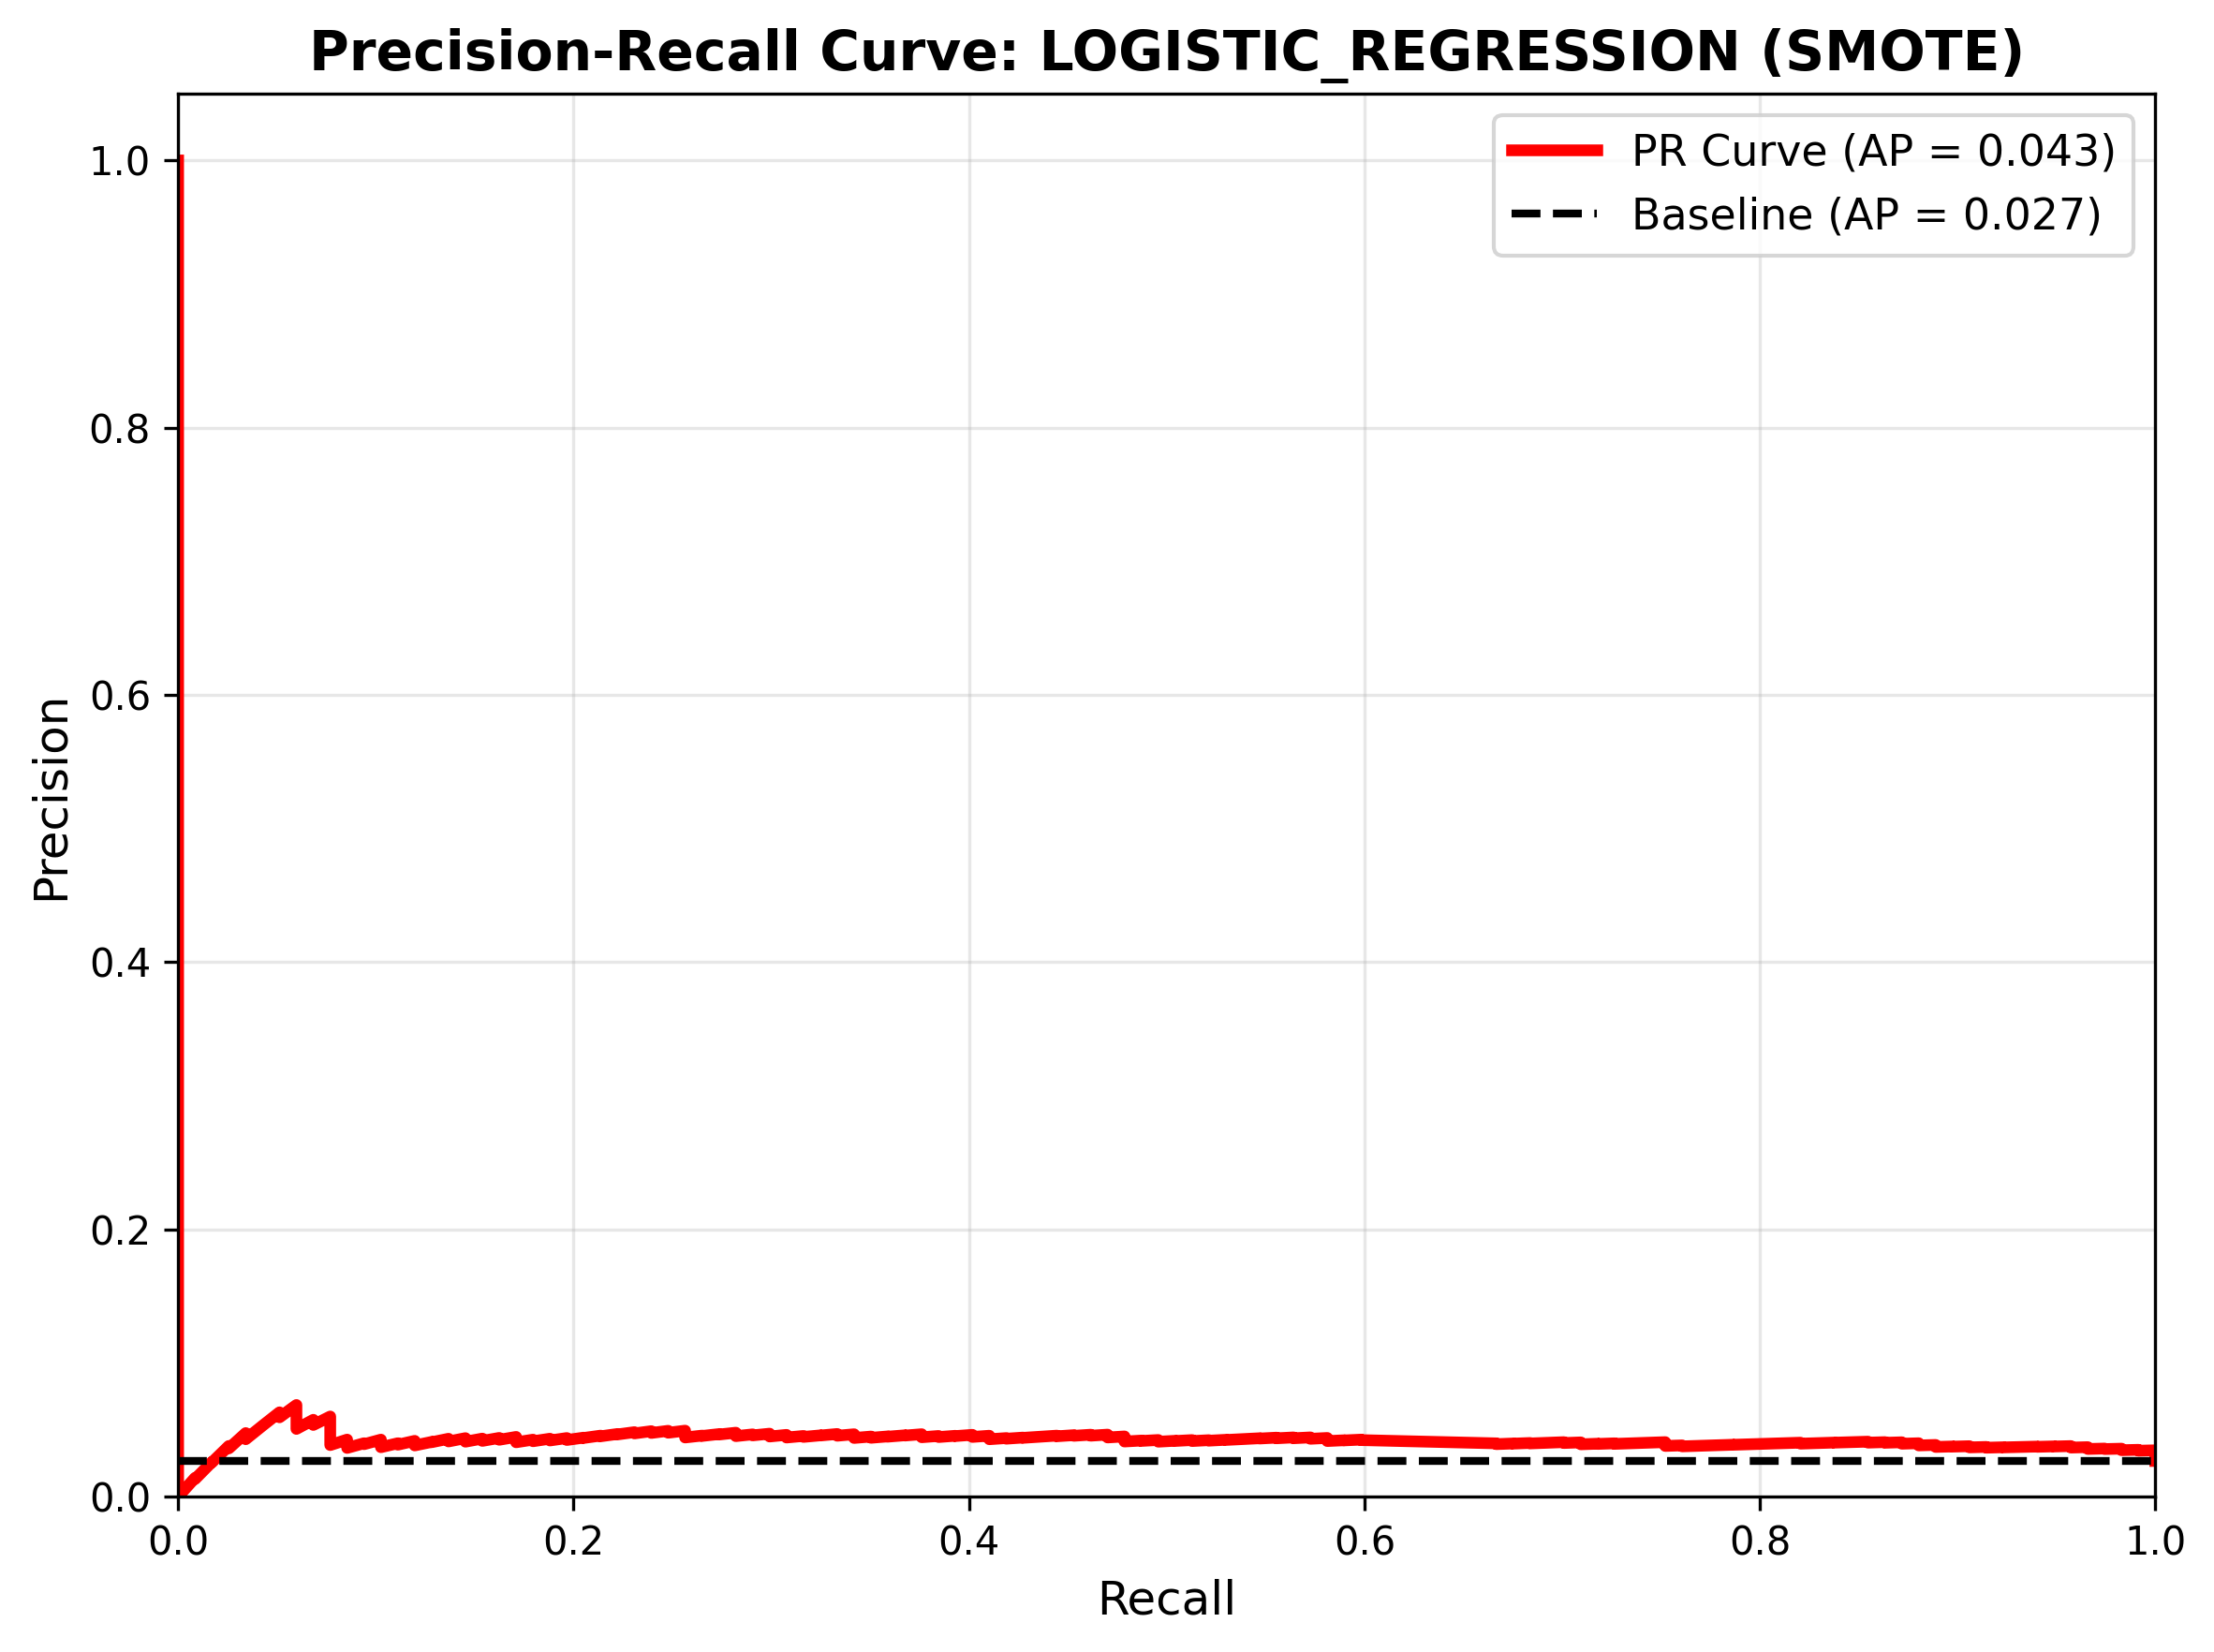 Precision-Recall Curve: LOGISTIC_REGRESSION (SMOTE)
PR Curve (AP = 0.043)
Baseline (AP = 0.027)
1.0
0.8
0.6
0.4
0.2
0.0
Precision
0.0 0.2 0.4 0.6 0.8 1.0
Recall